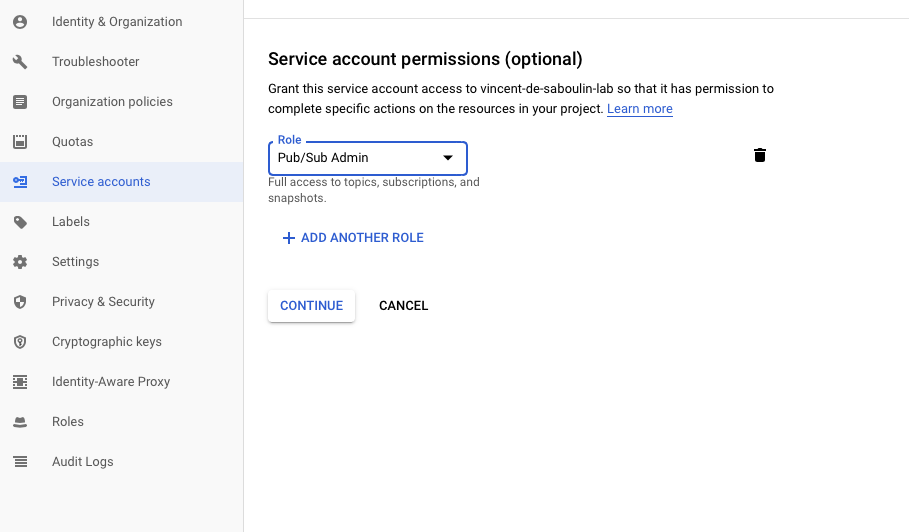 Identity & Organization
Troubleshooter
Organization policies
Quotas
Service accounts
Labels
Settings
Privacy & Security
Cryptographic keys
Identity-Aware Proxy
Roles
Audit Logs
Service account permissions (optional)
Grant this service account access to vincent-de-saboulin-lab so that it has permission to
complete specific actions on the resources in your project. Learn more
Role
Pub/Sub Admin
Full access to topics, subscriptions, and
snapshots.
ADD ANOTHER ROLE
CONTINUE CANCEL